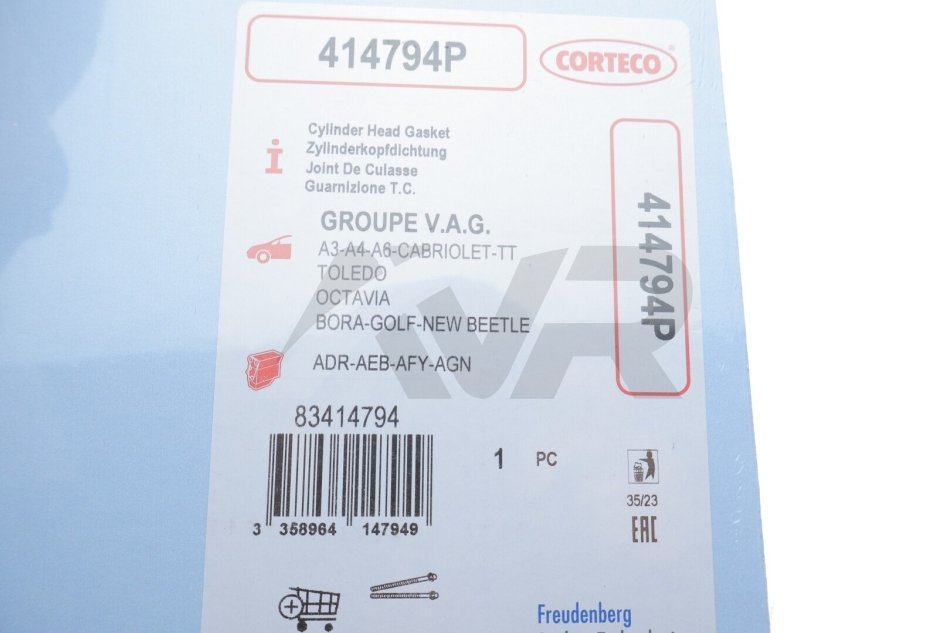 414794P
CORTECO
®
Cylinder Head Gasket
Zylinderkopfdichtung
Joint De Culasse
Guarnizione T.C.
414794P
GROUPE V.A.G.
A3-A4-A6-CABRIOLET-TT
TOLEDO
OCTAVIA
BORA-GOLF-NEW BEETLE
ADR-AEB-AFY-AGN
iVR
83414794
3 358964 147949
1 PC
35/23
EAC
Freudenberg